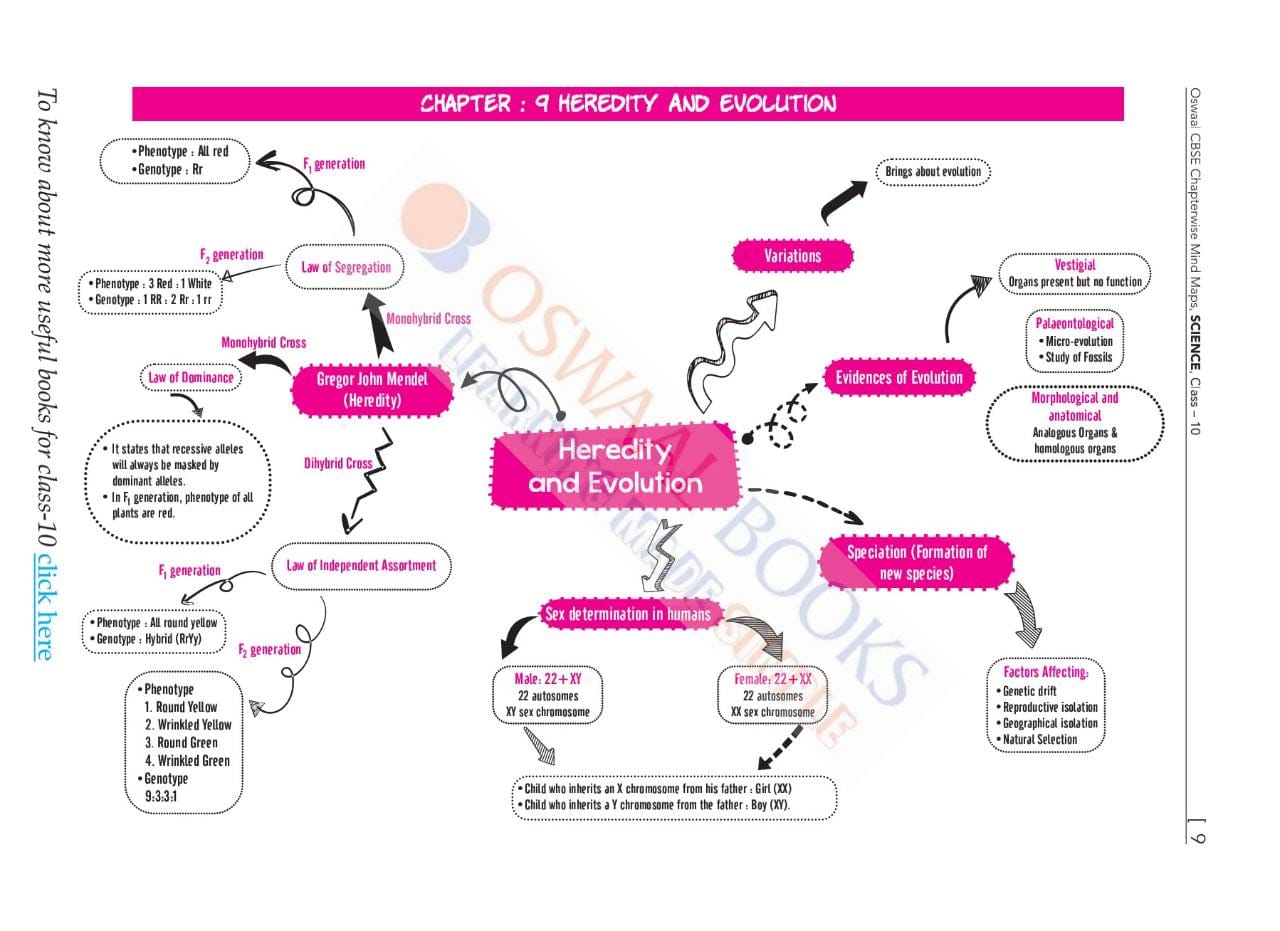 CHAPTER : 9 HEREDITY AND EVOLUTION
• Phenotype : All red
• Genotype : Rr
F1 generation
Law of Segregation
F2 generation
• Phenotype : 3 Red : 1 White
• Genotype : 1 RR : 2 Rr : 1 rr
Monohybrid Cross
Monohybrid Cross
Law of Dominance
Gregor John Mendel
(Heredity)
• It states that recessive alleles
will always be masked by
dominant alleles.
• In F1 generation, phenotype of all
plants are red.
Dihybrid Cross
Law of Independent Assortment
F1 generation
• Phenotype : All round yellow
• Genotype : Hybrid (RrYy)
F2 generation
• Phenotype
1. Round Yellow
2. Wrinkled Yellow
3. Round Green
4. Wrinkled Green
• Genotype
9:3:3:1
Heredity
and Evolution
Variations
Brings about evolution
Evidences of Evolution
Vestigial
Organs present but no function
Palaeontological
• Micro-evolution
• Study of Fossils
Morphological and
anatomical
Analogous Organs &
homologous organs
Speciation (Formation of
new species)
Factors Affecting:
• Genetic drift
• Reproductive isolation
• Geographical isolation
• Natural Selection
Sex determination in humans
Male: 22+XY
22 autosomes
XY sex chromosome
Female: 22+XX
22 autosomes
XX sex chromosome
• Child who inherits an X chromosome from his father : Girl (XX)
• Child who inherits a Y chromosome from the father : Boy (XY).
OSWAAL BOOKS
LEARNING MADE SIMPLE
To know about more useful books for class-10 click here
Oswaal CBSE Chapterwise Mind Maps, SCIENCE, Class – 10
[ 9